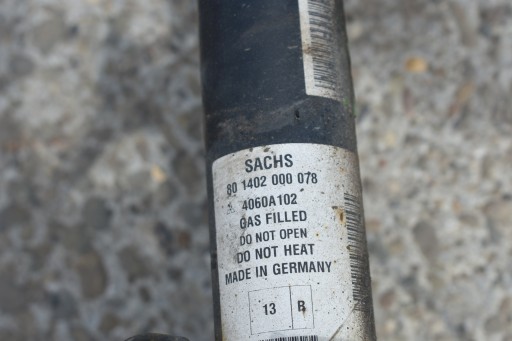 SACHS
80 1402 000 078
4060A102
GAS FILLED
DO NOT OPEN
DO NOT HEAT
MADE IN GERMANY
13 B